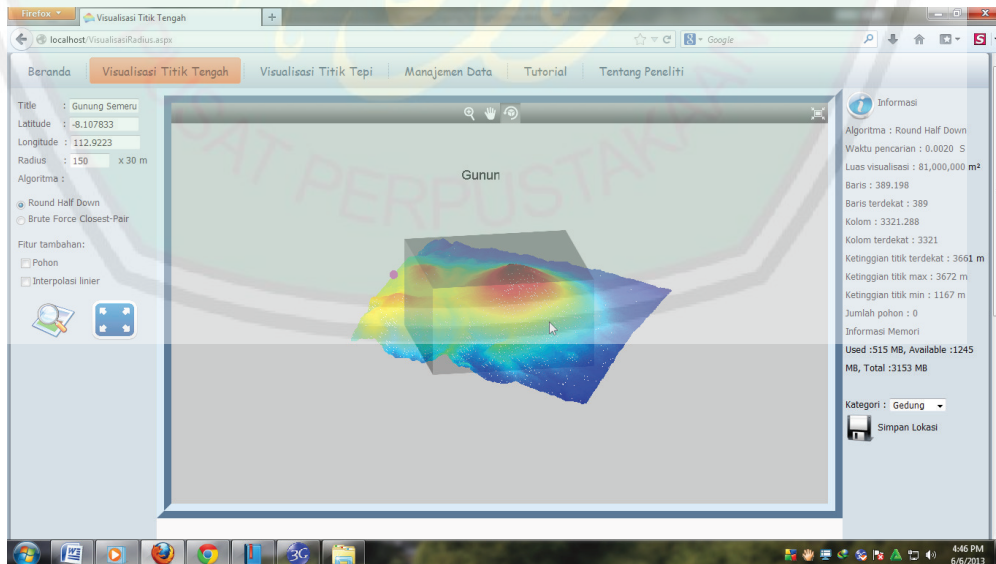 Firefox
Visualisasi Titik Tengah
localhost/VisualisasiRadius.aspx
Google
Beranda
Visualisasi Titik Tengah
Visualisasi Titik Tepi
Manajemen Data
Tutorial
Tentang Peneliti
Title : Gunung Semeru
Latitude : -8.107833
Longitude : 112.9223
Radius : 150 x 30 m
Algoritma :
Round Half Down
Brute Force Closest-Pair
Fitur tambahan:
Pohon
Interpolasi linier
Gunun
PUSAT PERPUSTAKAAN
Informasi
Algoritma : Round Half Down
Waktu pencarian : 0.0020 S
Luas visualisasi : 81,000,000 m²
Baris : 389.198
Baris terdekat : 389
Kolom : 3321.288
Kolom terdekat : 3321
Ketinggian titik terdekat : 3661 m
Ketinggian titik max : 3672 m
Ketinggian titik min : 1167 m
Jumlah pohon : 0
Informasi Memori
Used :515 MB, Available :1245
MB, Total :3153 MB
Kategori : Gedung
Simpan Lokasi
3G
4:46 PM
6/6/2013